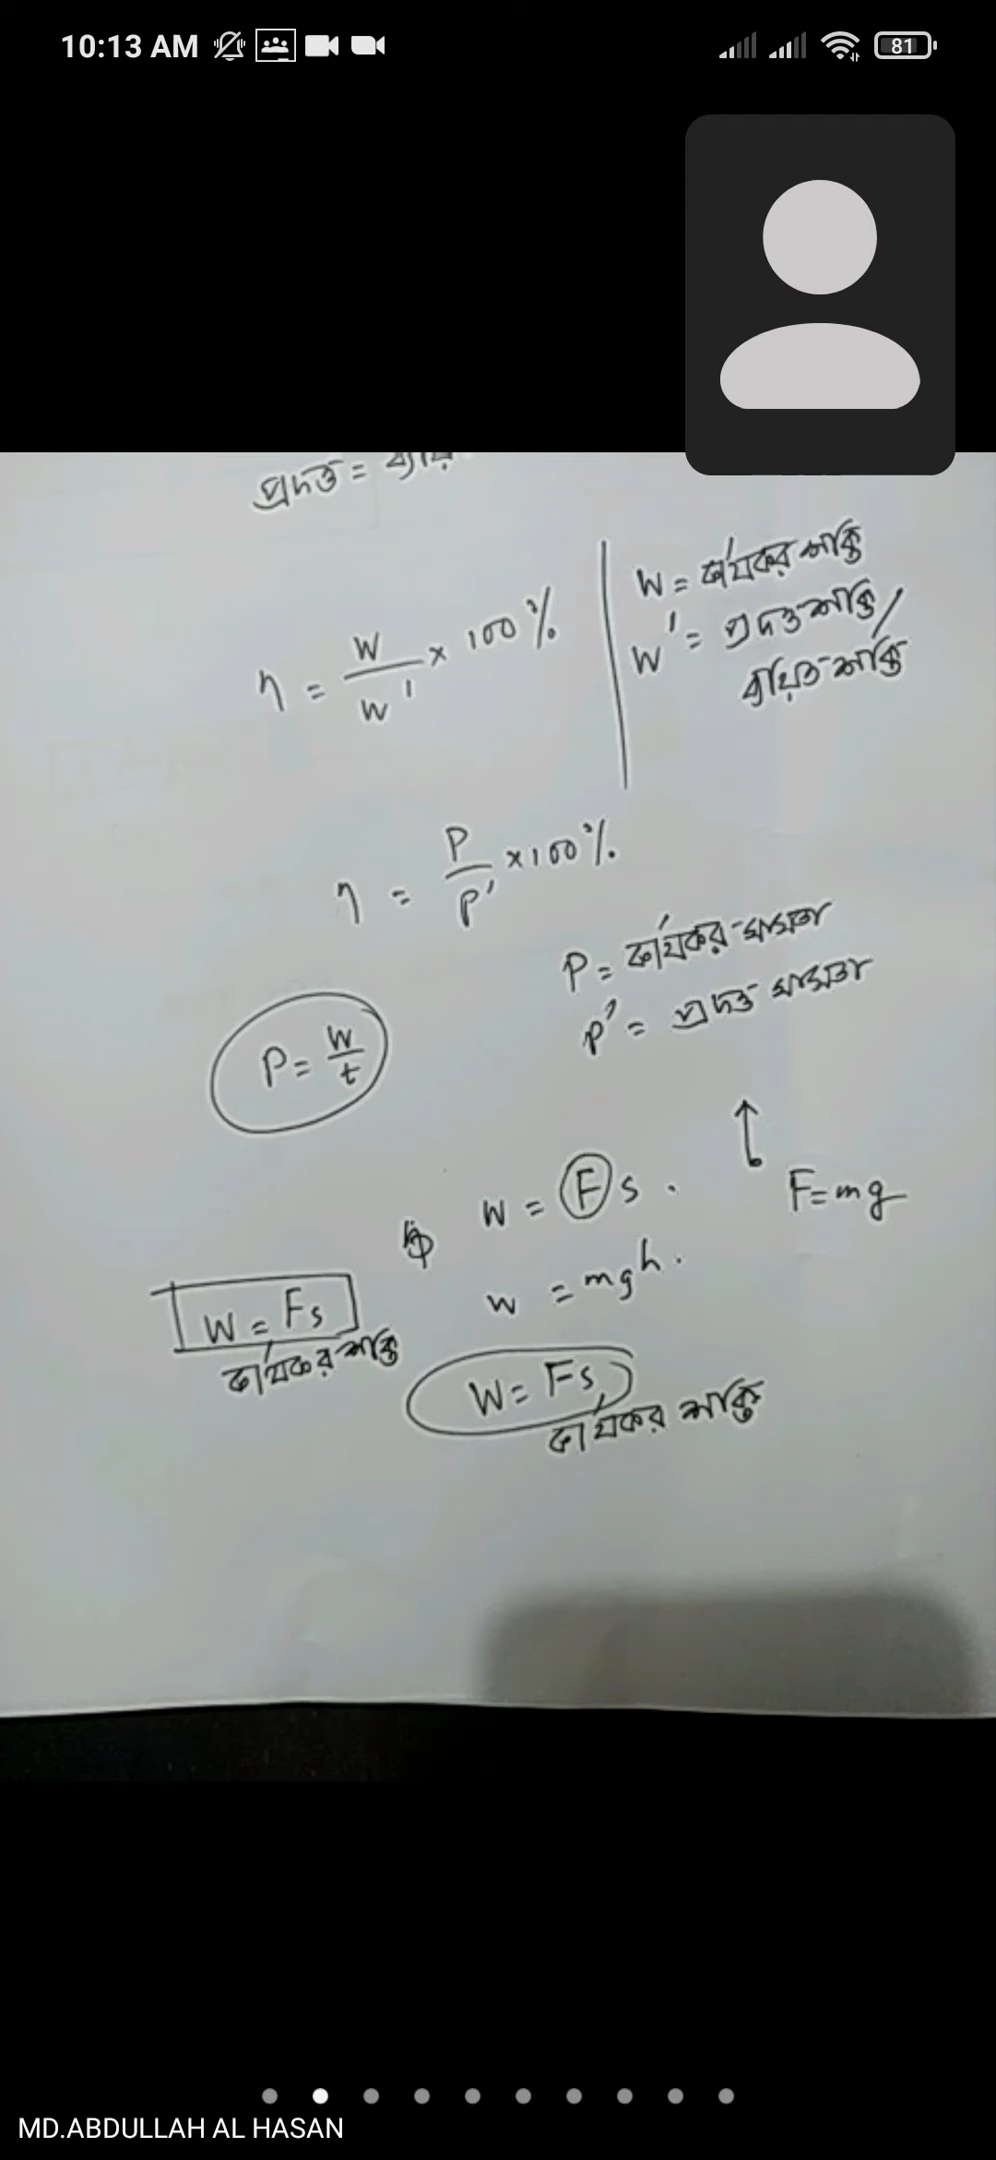 10:13 AM
81
প্রদত্ত =
η = W/W' × 100%
W = কার্যকর শক্তি
W' = প্রদত্ত শক্তি/
ব্যয়িত শক্তি
η = P/P' × 100%
P = কার্যকর ক্ষমতা
P' = প্রদত্ত ক্ষমতা
P = W/t
W = Fs.
F = mg
W = mgh.
W = Fs
কার্যকর শক্তি
W = Fs
কার্যকর শক্তি
MD.ABDULLAH AL HASAN